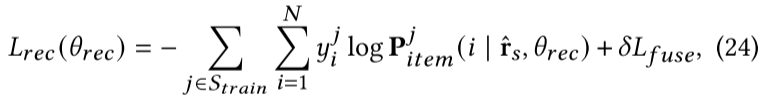 $L_{rec}(\theta_{rec}) = - \sum_{j \in S_{train}} \sum_{i=1}^{N} y_i^j \log \mathbf{P}_{item}^j (i \mid \hat{\mathbf{r}}_s, \theta_{rec}) + \delta L_{fuse},$ (24)